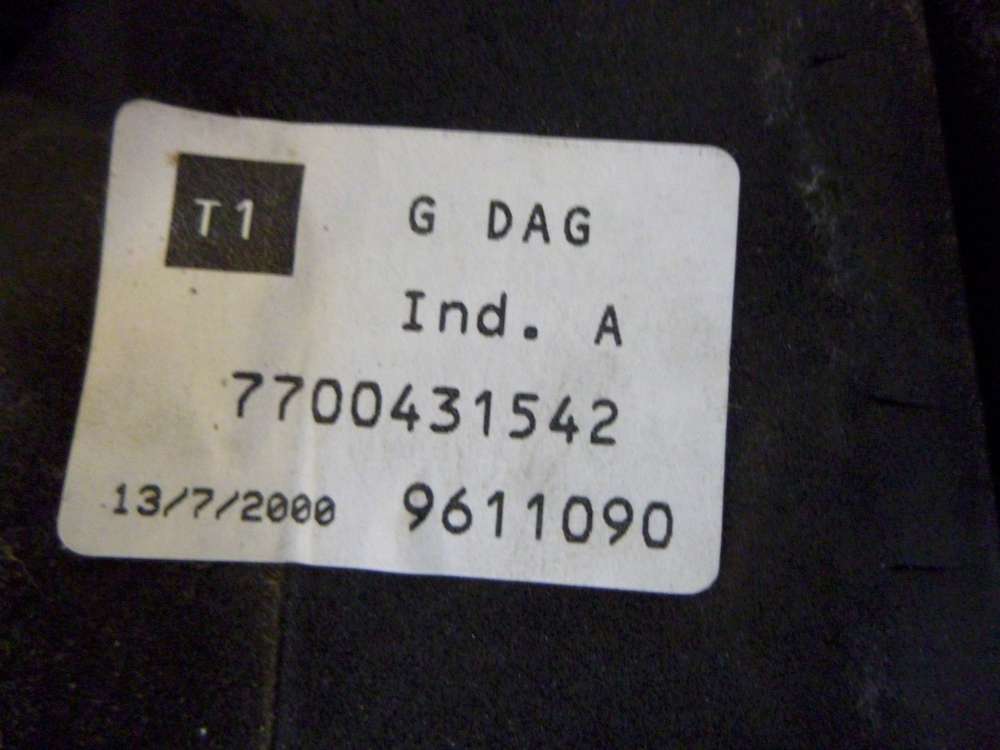 T1 G DAG
Ind. A
7700431542
13/7/2000 9611090